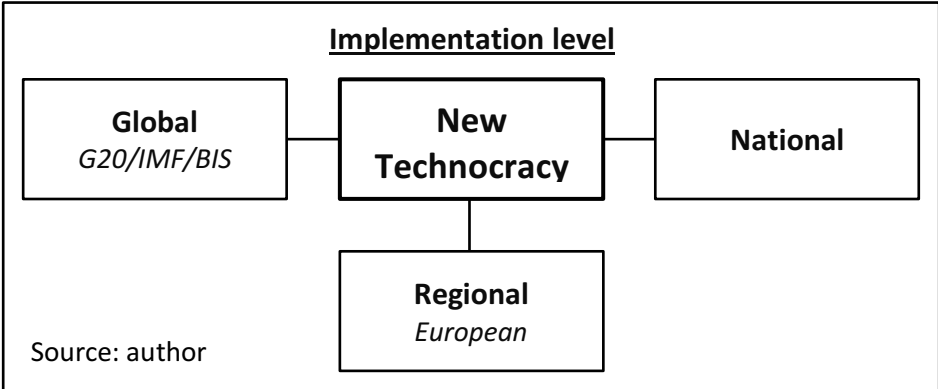 Implementation level
Global
G20/IMF/BIS
New
Technocracy
National
Regional
European
Source: author